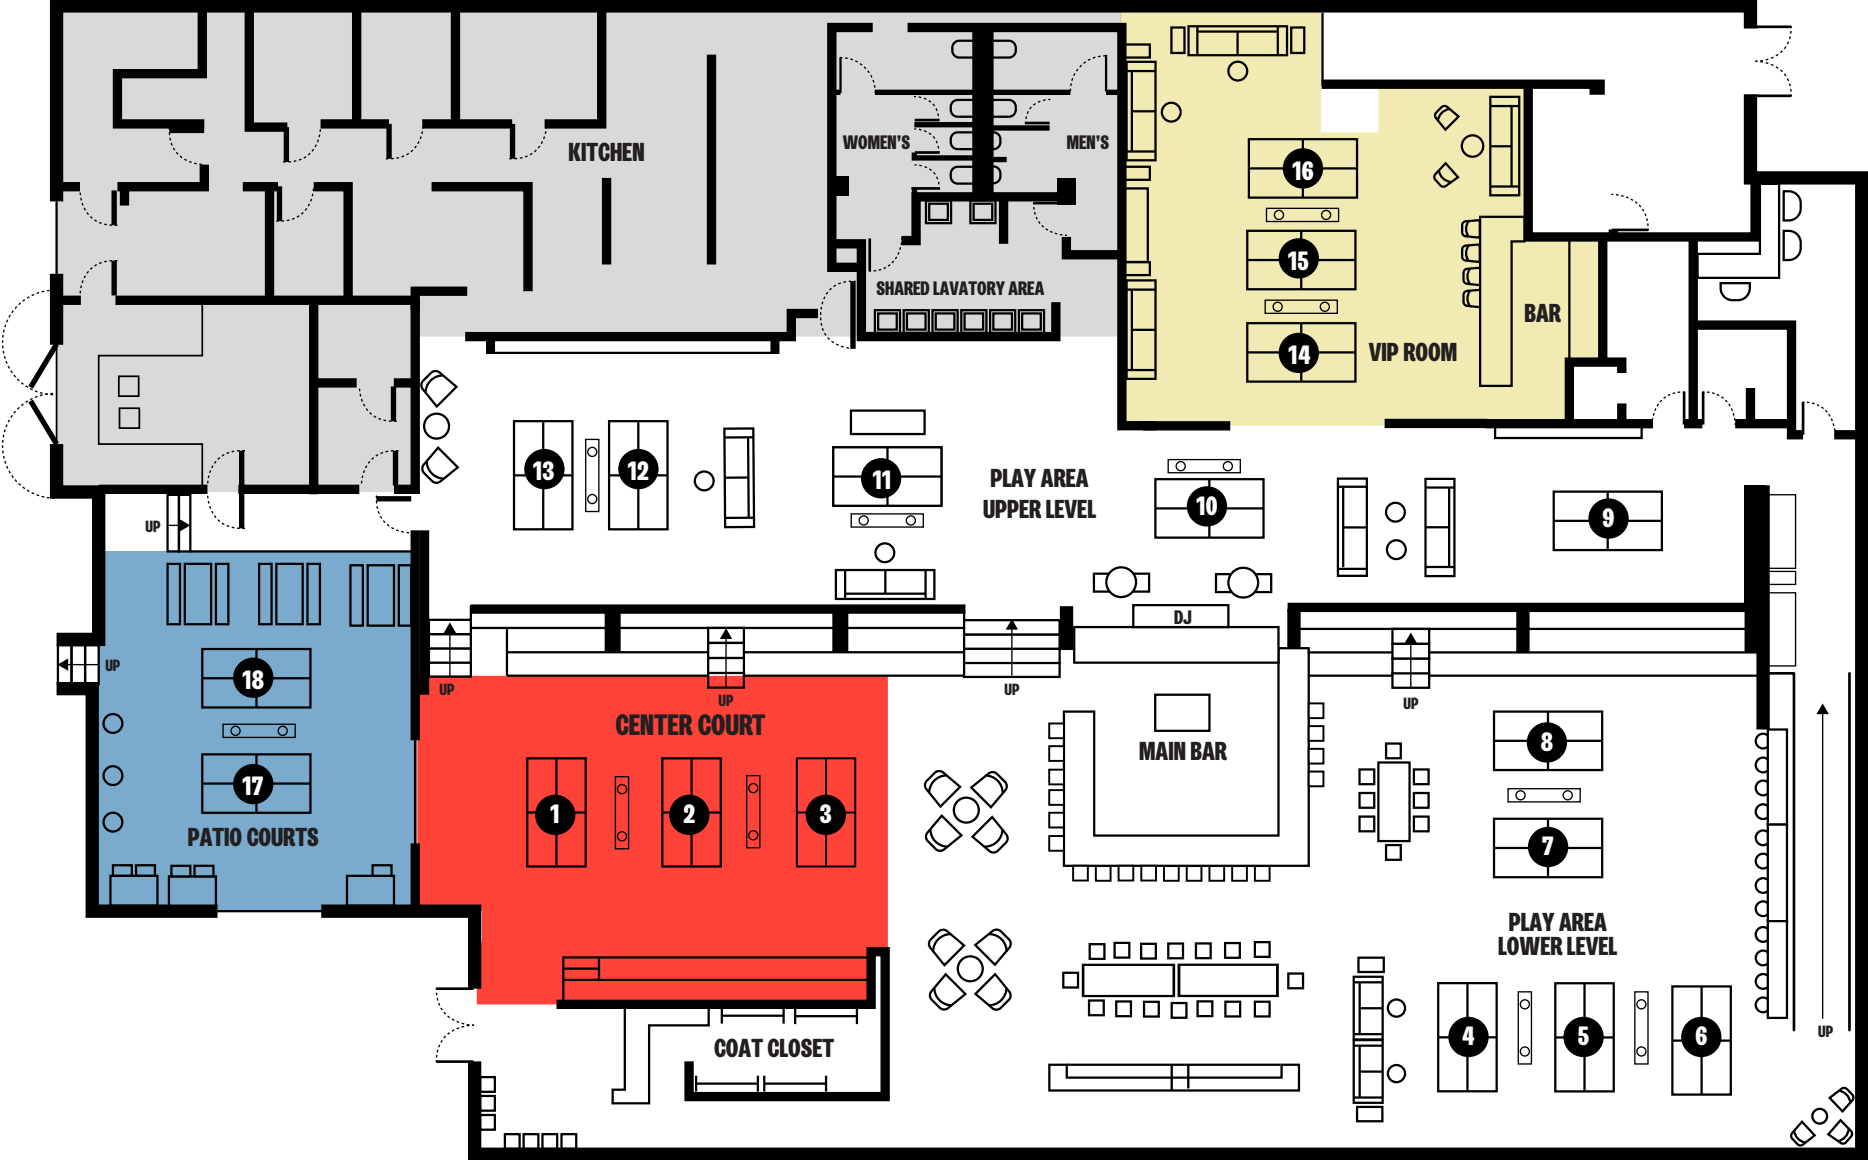 KITCHEN
WOMEN'S
MEN'S
16
15
SHARED LAVATORY AREA
BAR
14
VIP ROOM
13
12
11
PLAY AREA
UPPER LEVEL
10
9
UP
DJ
UP
18
UP
UP
UP
UP
CENTER COURT
MAIN BAR
8
17
PATIO COURTS
1
2
3
7
PLAY AREA
LOWER LEVEL
COAT CLOSET
4
5
6
UP